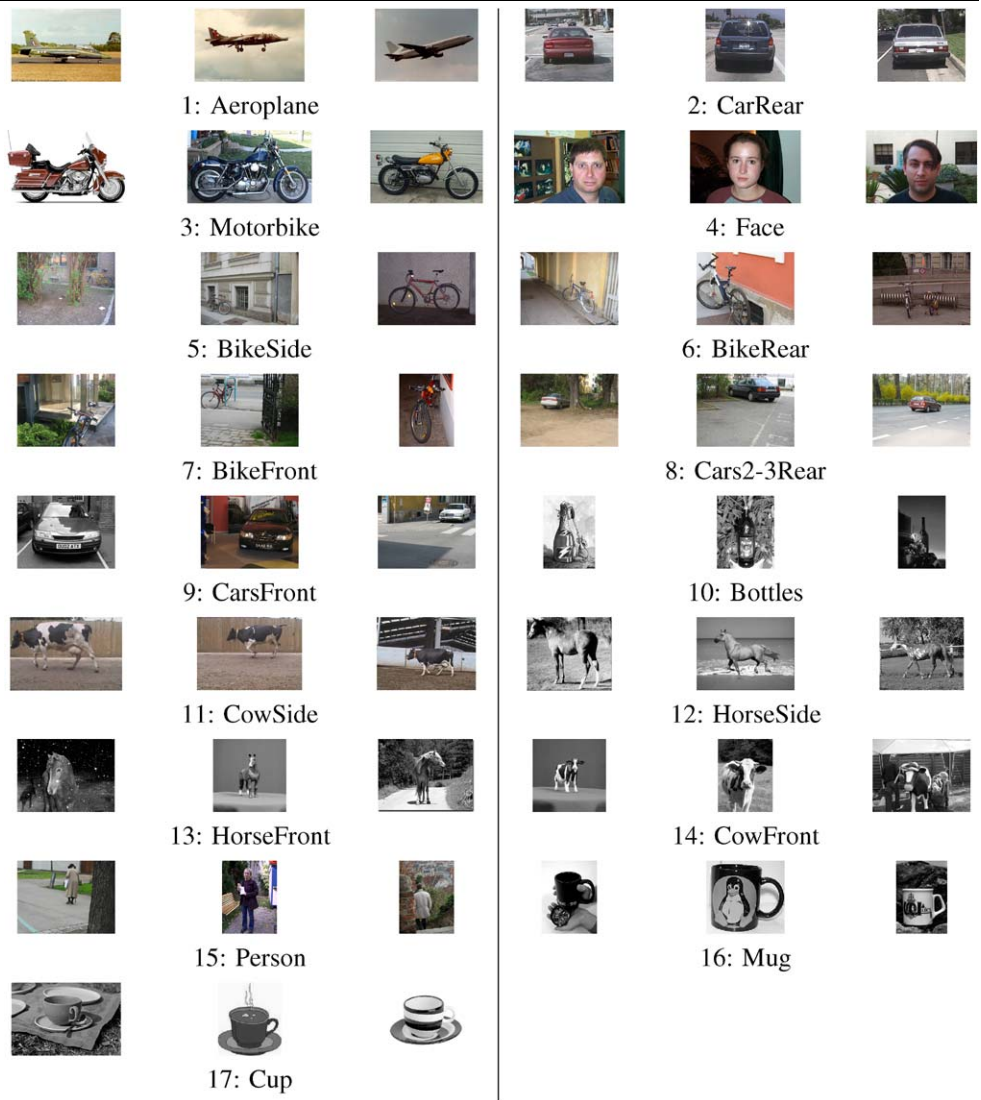 1: Aeroplane
2: CarRear
3: Motorbike
4: Face
5: BikeSide
6: BikeRear
7: BikeFront
8: Cars2-3Rear
9: CarsFront
10: Bottles
11: CowSide
12: HorseSide
13: HorseFront
14: CowFront
15: Person
16: Mug
17: Cup